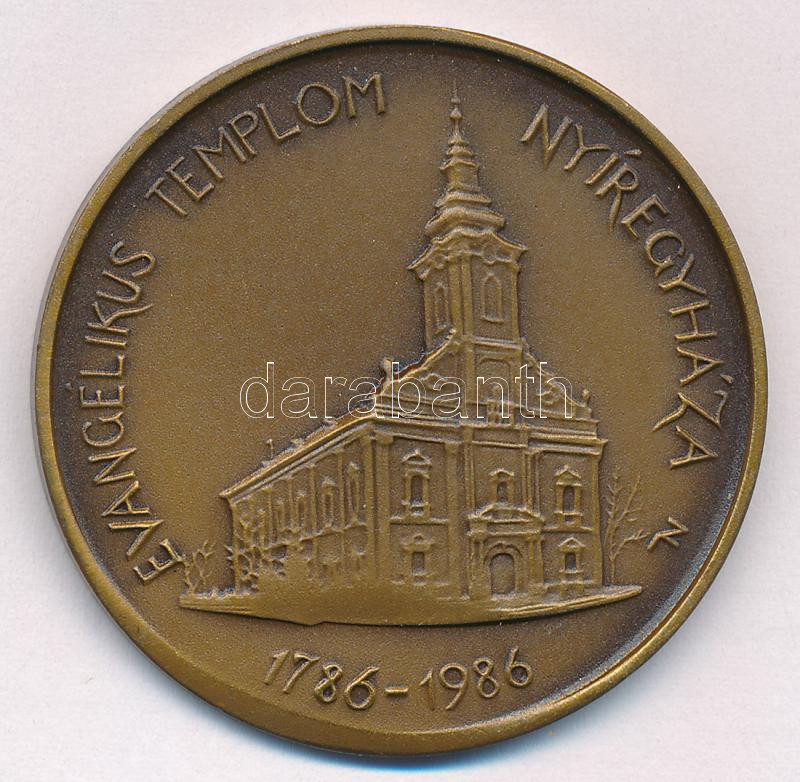 EVANGÉLIKUS TEMPLOM NYÍREGYHÁZA
1786-1986
darabanth